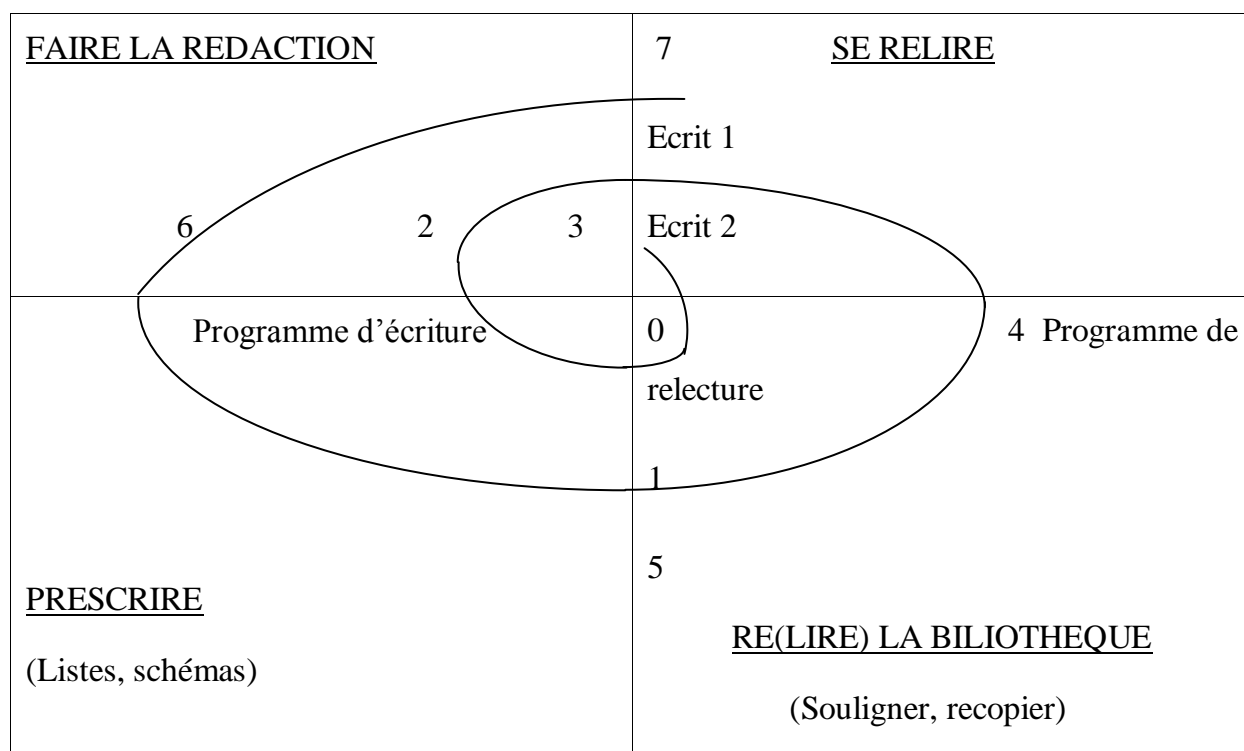 FAIRE LA REDACTION 7 SE RELIRE
Ecrit 1
6 2 3 Ecrit 2
Programme d’écriture 0 4 Programme de
relecture
1
5
PRESCRIRE
RE(LIRE) LA BILIOTHEQUE
(Listes, schémas)
(Souligner, recopier)